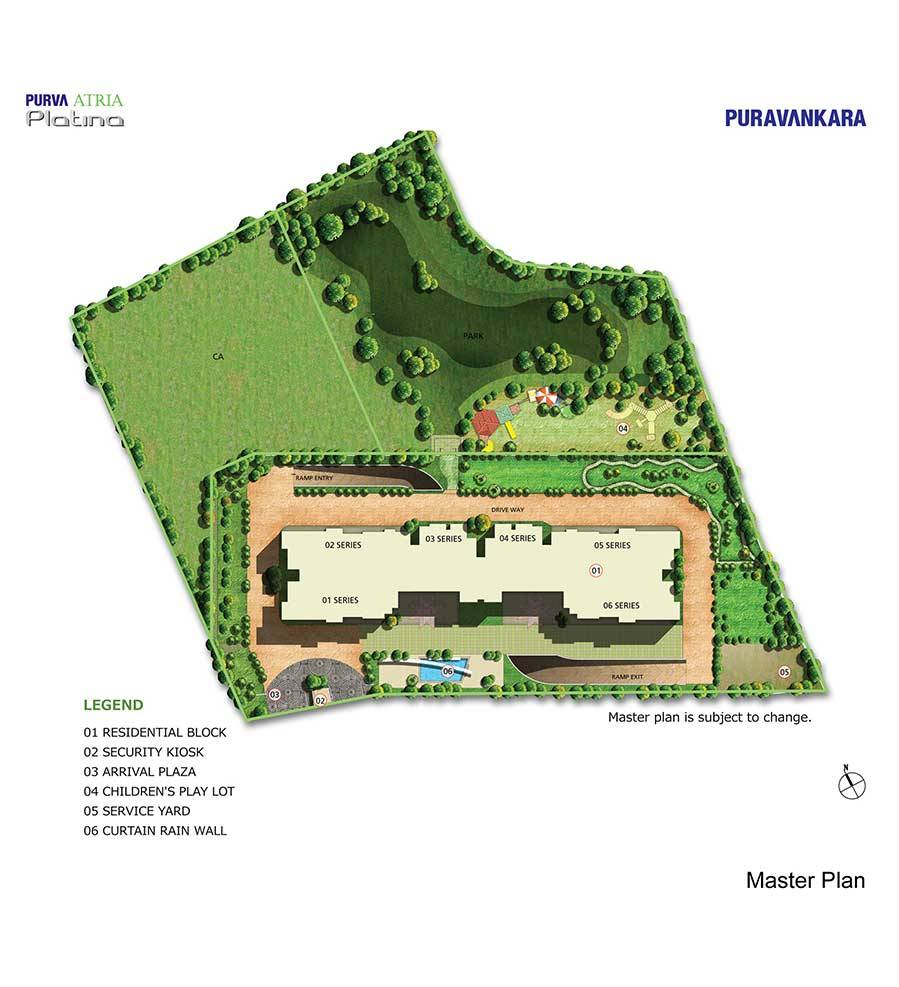 PURVA ATRIA
Platina
PURAVANKARA
CA
PARK
04
RAMP ENTRY
DRIVE WAY
02 SERIES
03 SERIES
04 SERIES
05 SERIES
01
01 SERIES
06 SERIES
06
05
RAMP EXIT
03
02
LEGEND
01 RESIDENTIAL BLOCK
02 SECURITY KIOSK
03 ARRIVAL PLAZA
04 CHILDREN'S PLAY LOT
05 SERVICE YARD
06 CURTAIN RAIN WALL
Master plan is subject to change.
N
Master Plan